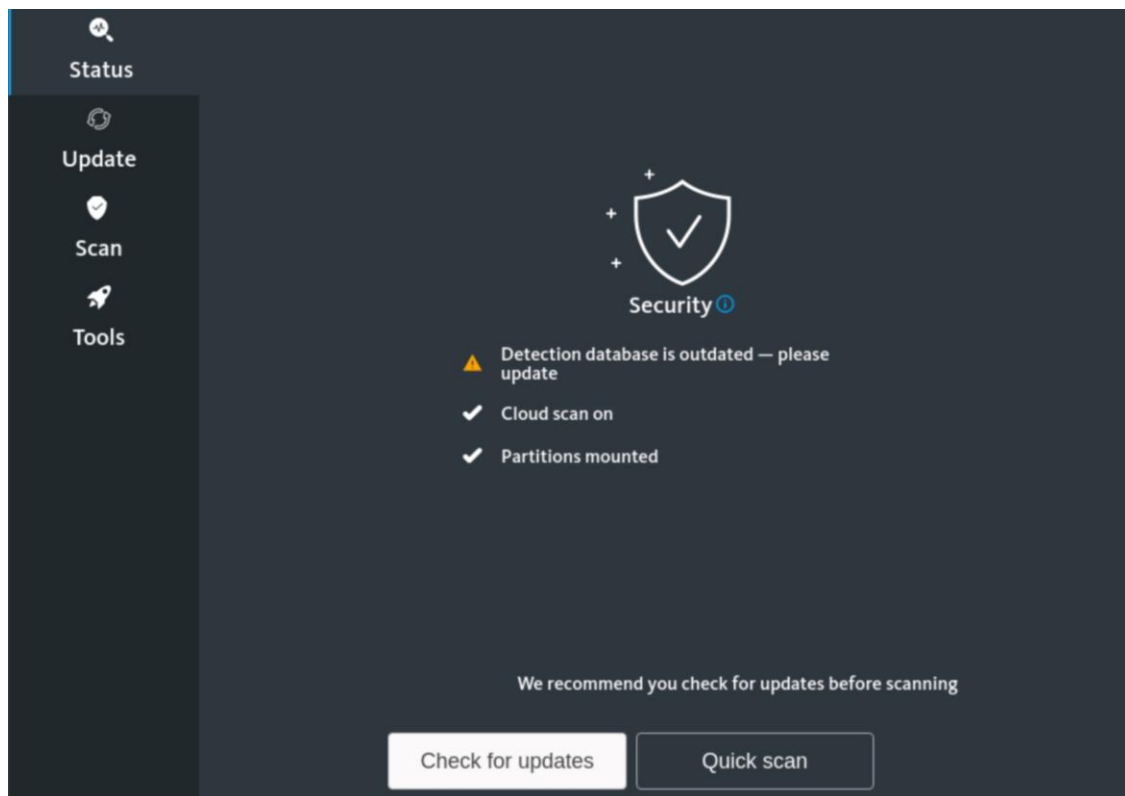 Status
Update
Scan
Tools
Security
Detection database is outdated — please
update
Cloud scan on
Partitions mounted
We recommend you check for updates before scanning
Check for updates
Quick scan